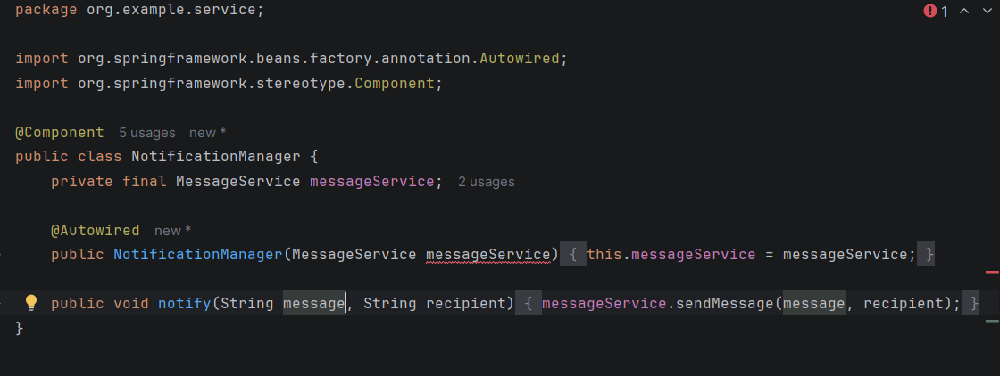 package org.example.service;
1
import org.springframework.beans.factory.annotation.Autowired;
import org.springframework.stereotype.Component;
@Component 5 usages new *
public class NotificationManager {
private final MessageService messageService; 2 usages
@Autowired new *
public NotificationManager(MessageService messageService) { this.messageService = messageService; }
public void notify(String message, String recipient) { messageService.sendMessage(message, recipient); }
}